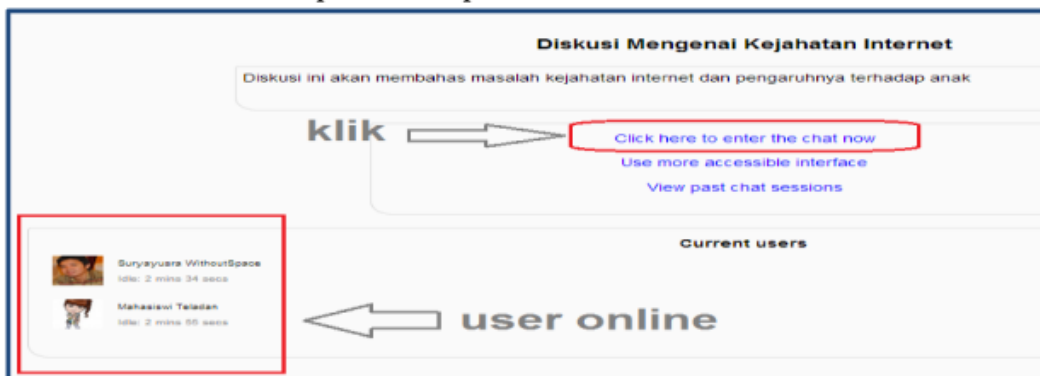 Diskusi Mengenai Kejahatan Internet
Diskusi ini akan membahas masalah kejahatan internet dan pengaruhnya terhadap anak
klik
Click here to enter the chat now
Use more accessible interface
View past chat sessions
Current users
Suryayuara WithoutSpace
Idle: 2 mins 34 secs
Mahasiswi Teladan
Idle: 2 mins 55 secs
user online